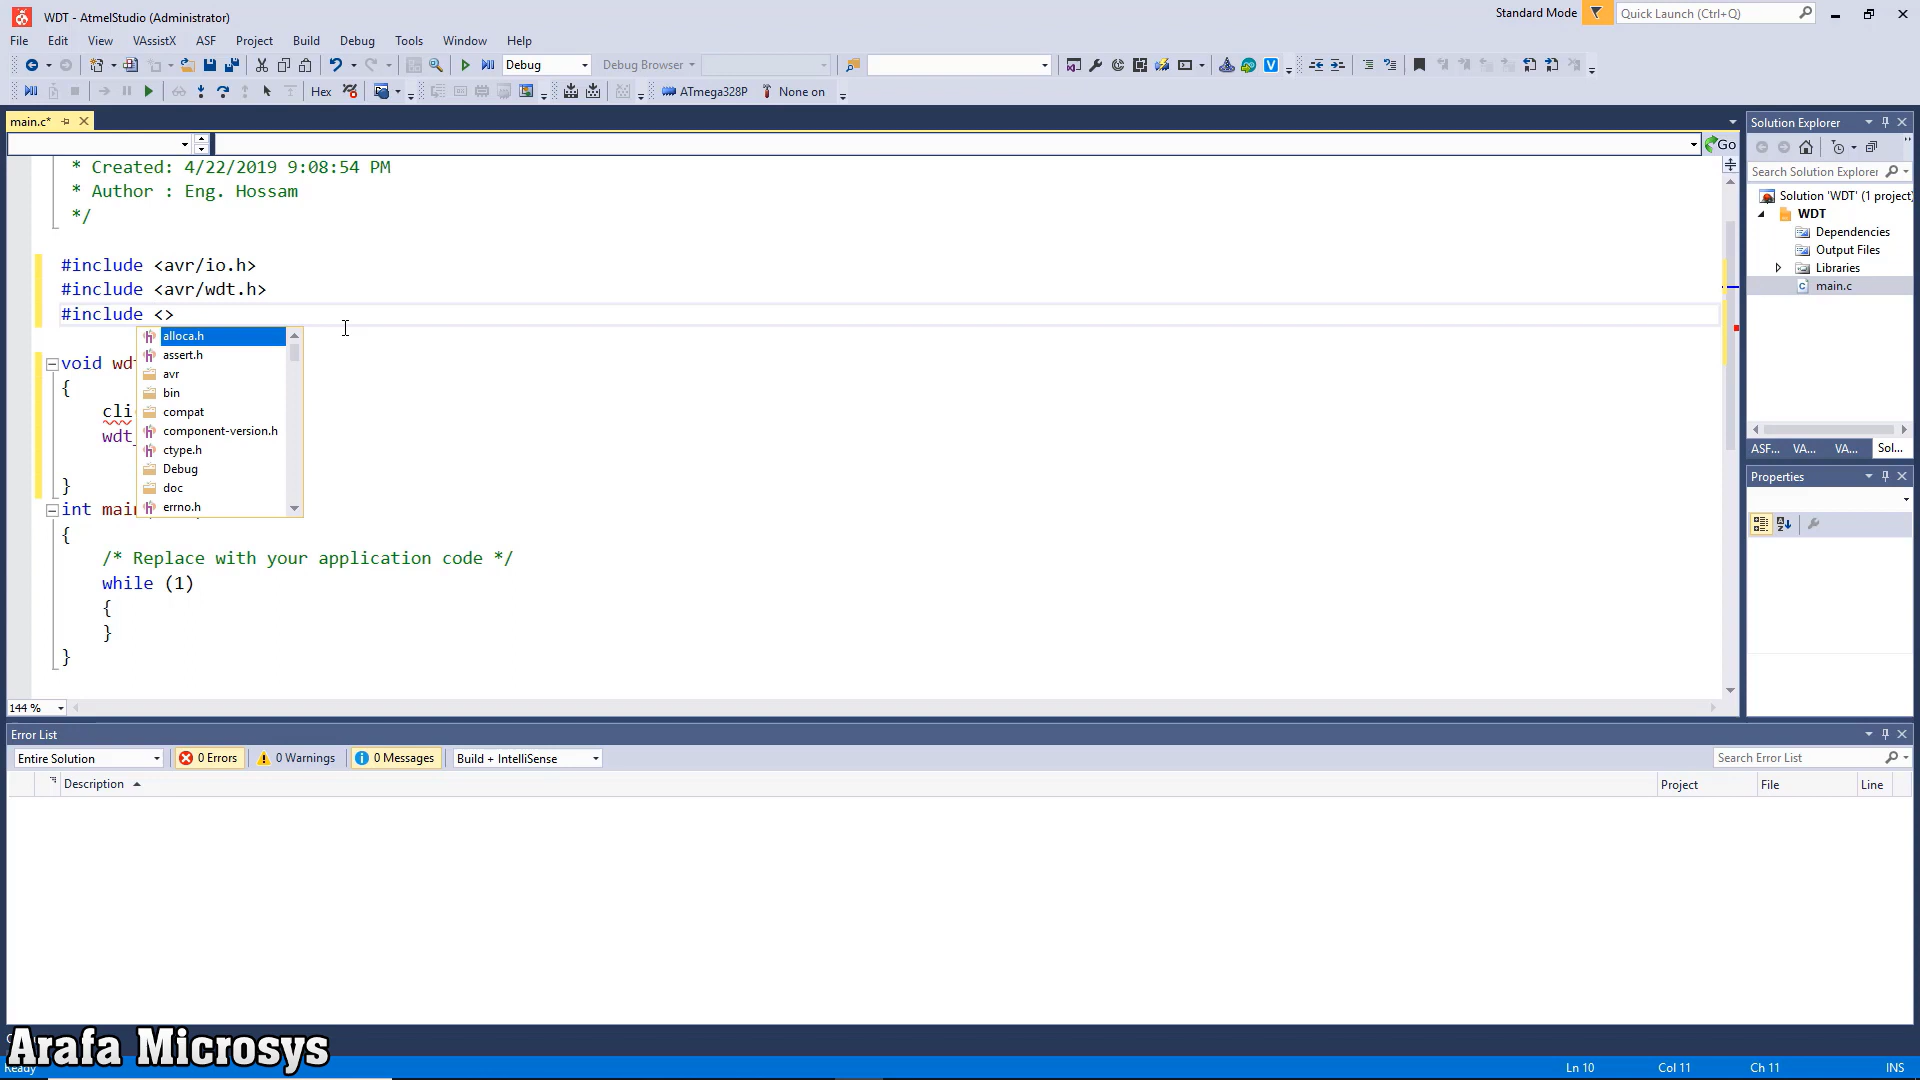 WDT - AtmelStudio (Administrator)
Standard Mode
Quick Launch (Ctrl+Q)
File Edit View VAssistX ASF Project Build Debug Tools Window Help
Debug
Debug Browser
Hex
ATmega328P
None on
main.c*
Go
* Created: 4/22/2019 9:08:54 PM
* Author : Eng. Hossam
*/
#include <avr/io.h>
#include <avr/wdt.h>
#include <>
alloca.h
assert.h
avr
bin
compat
component-version.h
ctype.h
Debug
doc
errno.h
void
{
cli
wdt_
}
int
{
/* Replace with your application code */
while (1)
{
}
}
144 %
Solution Explorer
Search Solution Explorer
Solution 'WDT' (1 project)
WDT
Dependencies
Output Files
Libraries
main.c
ASF... VA... VA... Sol...
Properties
Error List
Entire Solution
0 Errors
0 Warnings
0 Messages
Build + IntelliSense
Search Error List
Description
Project
File
Line
Arafa Microsys
Ready
Ln 10
Col 11
Ch 11
INS